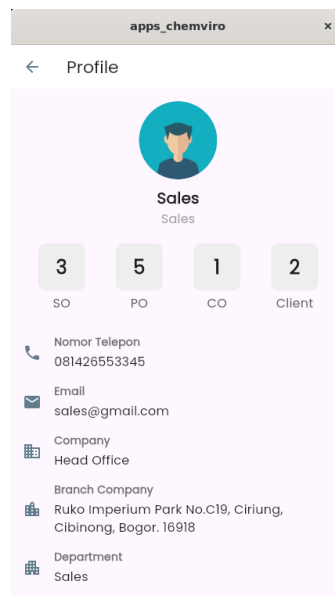 apps_chemviro ×
Profile
Sales
Sales
3 5 1 2
SO PO CO Client
Nomor Telepon
081426553345
Email
sales@gmail.com
Company
Head Office
Branch Company
Ruko Imperium Park No.C19, Ciriung,
Cibinong, Bogor. 16918
Department
Sales